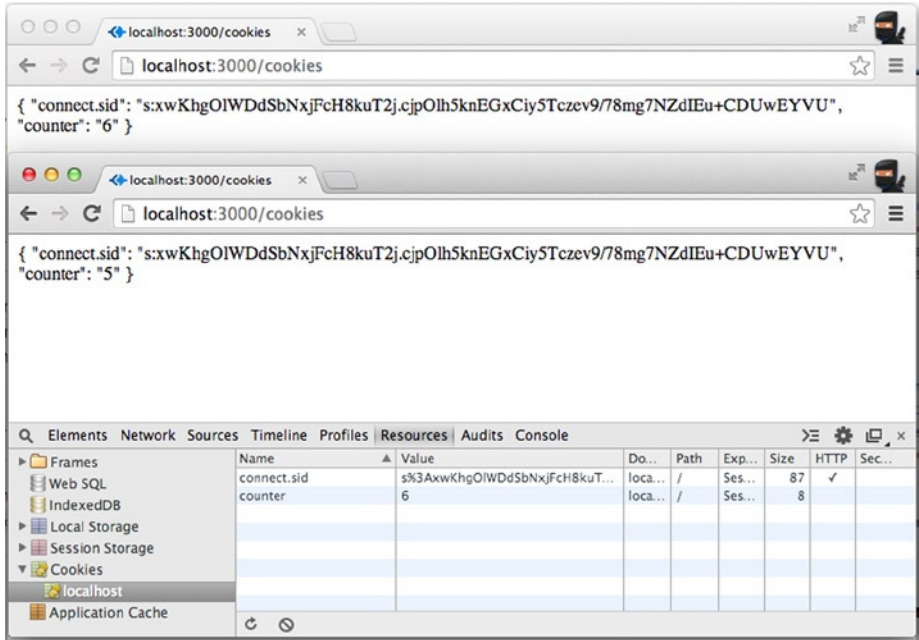 localhost:3000/cookies
localhost:3000/cookies
{ "connect.sid": "s:xwKhgOlWDdSbNxjFcH8kuT2j.cjpOlh5knEGxCiy5Tczev9/78mg7NZdIEu+CDUwEYVU",
"counter": "6" }
localhost:3000/cookies
localhost:3000/cookies
{ "connect.sid": "s:xwKhgOlWDdSbNxjFcH8kuT2j.cjpOlh5knEGxCiy5Tczev9/78mg7NZdIEu+CDUwEYVU",
"counter": "5" }
Elements Network Sources Timeline Profiles Resources Audits Console
Frames
Web SQL
IndexedDB
Local Storage
Session Storage
Cookies
localhost
Application Cache
Name Value Do... Path Exp... Size HTTP Sec...
connect.sid s%3AxwKhgOlWDdSbNxjFcH8kuT... loca... / Ses... 87 ✓
counter 6 loca... / Ses... 8